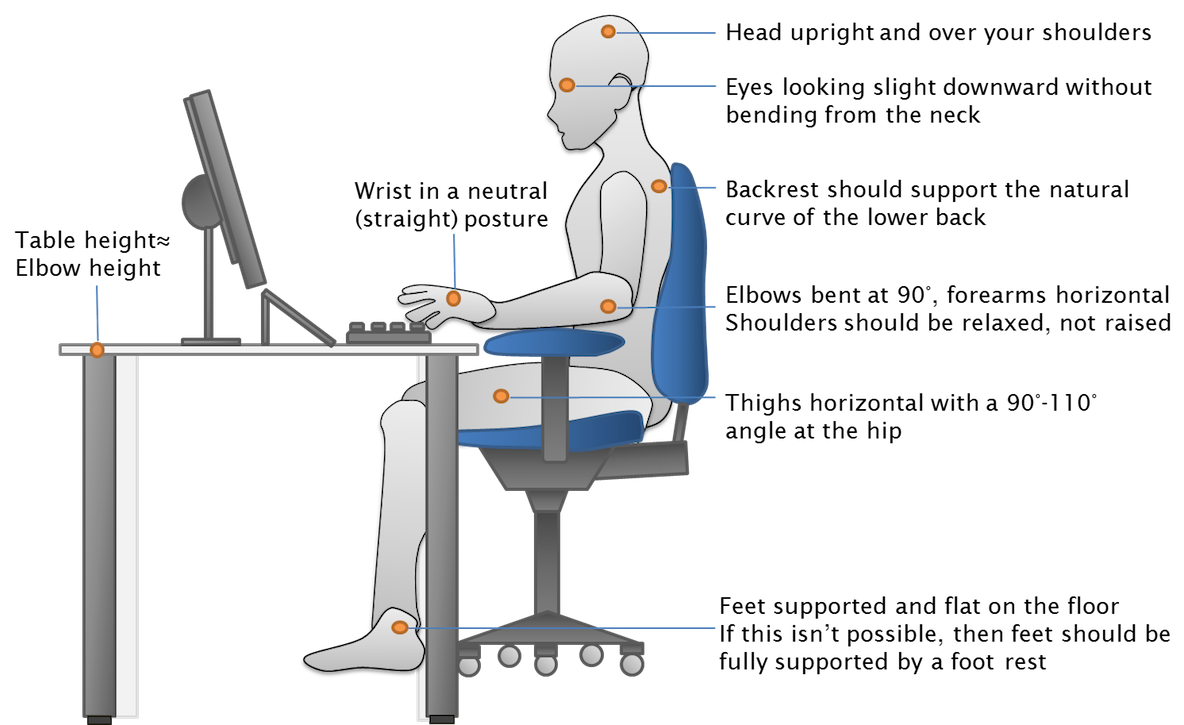 Head upright and over your shoulders
Eyes looking slight downward without
bending from the neck
Wrist in a neutral
(straight) posture
Backrest should support the natural
curve of the lower back
Table height≈
Elbow height
Elbows bent at 90°, forearms horizontal
Shoulders should be relaxed, not raised
Thighs horizontal with a 90°-110°
angle at the hip
Feet supported and flat on the floor
If this isn't possible, then feet should be
fully supported by a foot rest